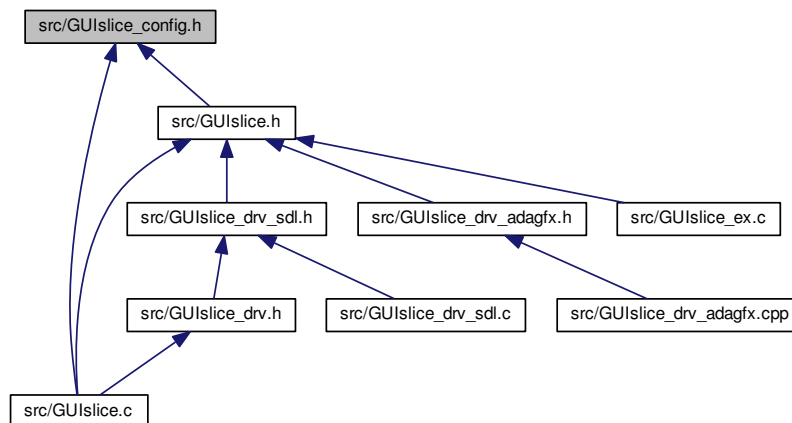 src/GUIslice_config.h
src/GUIslice.h
src/GUIslice_drv_sdl.h
src/GUIslice_drv_adagfx.h
src/GUIslice_ex.c
src/GUIslice_drv.h
src/GUIslice_drv_sdl.c
src/GUIslice_drv_adagfx.cpp
src/GUIslice.c